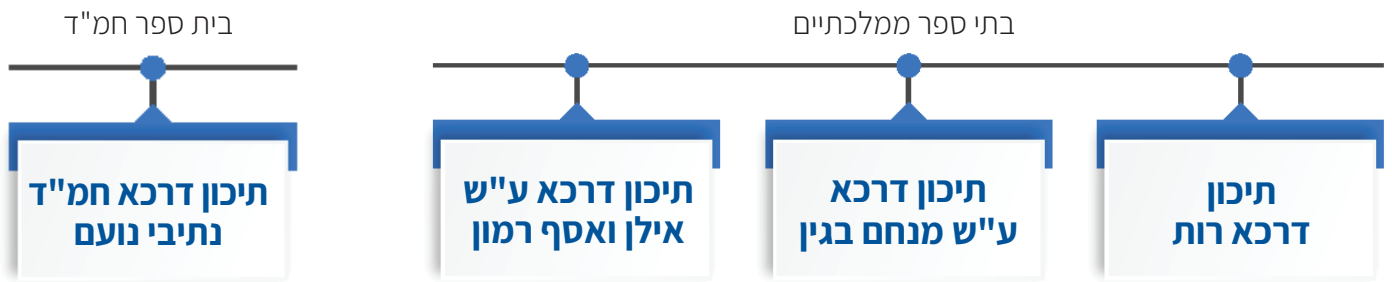 בתי ספר ממלכתיים
תיכון
דרכא רות
תיכון דרכא
ע"ש מנחם בגין
תיכון דרכא ע"ש
אילן ואסף רמון
בית ספר חמ"ד
תיכון דרכא חמ"ד
נתיבי נועם